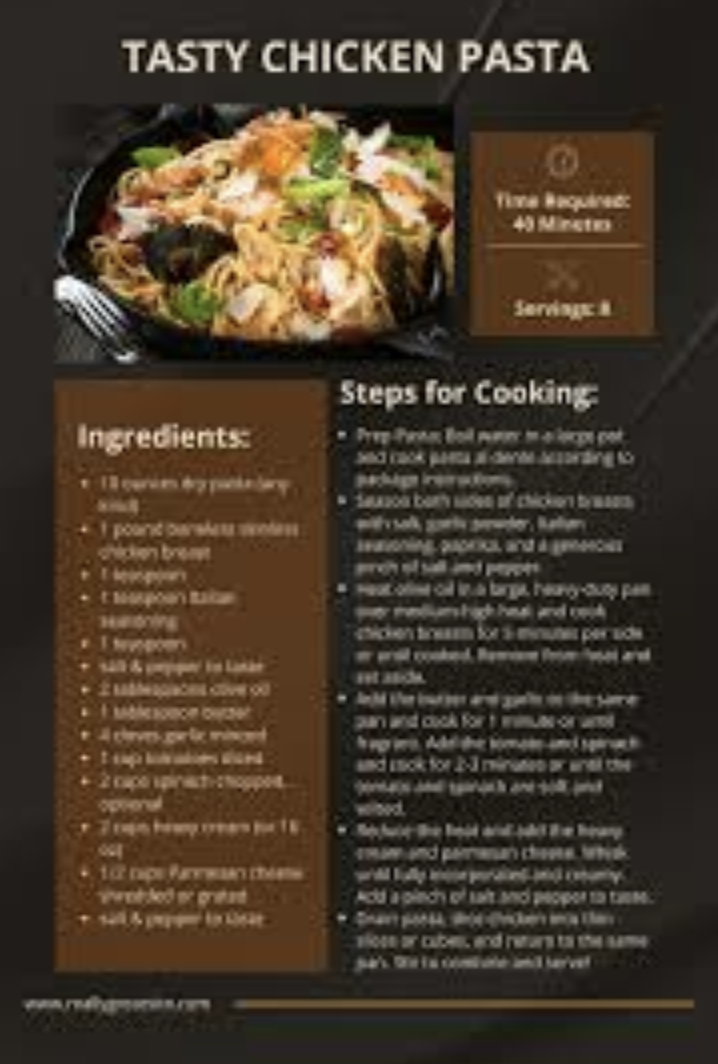 TASTY CHICKEN PASTA
Time Required:
40 Minutes
Servings: 8
Steps for Cooking:
Ingredients:
• Prep Pasta: Boil water in a large pot
and cook pasta al dente according to
package instructions.
• Season both sides of chicken breasts
with salt, garlic powder, Italian
seasoning, paprika, and a generous
pinch of salt and pepper.
• Heat olive oil in a large, heavy-duty pan
over medium-high heat and cook
chicken breasts for 5 minutes per side
or until cooked. Remove from heat and
set aside.
• Add the butter and garlic to the same
pan and cook for 1 minute or until
fragrant. Add the tomato and spinach
and cook for 2-3 minutes or until the
tomato and spinach are soft and
wilted.
• Reduce the heat and add the heavy
cream and parmesan cheese. Whisk
until fully incorporated and creamy.
Add a pinch of salt and pepper to taste.
• Drain pasta, slice chicken into thin
slices or cubes, and return to the same
pan. Stir to combine and serve!
• ounces dry pasta (any
kind)
• 1 pound boneless skinless
chicken breast
• 1 teaspoon
• 1 teaspoon Italian
seasoning
• 1 teaspoon
• salt & pepper to taste
• 2 tablespoons olive oil
• 1 tablespoon butter
• 4 cloves garlic minced
• 1 cup tomatoes diced
• 2 cups spinach chopped,
optional
• 2 cups heavy cream (or 16
oz)
• 1/2 cups Parmesan cheese
shredded or grated
• salt & pepper to taste